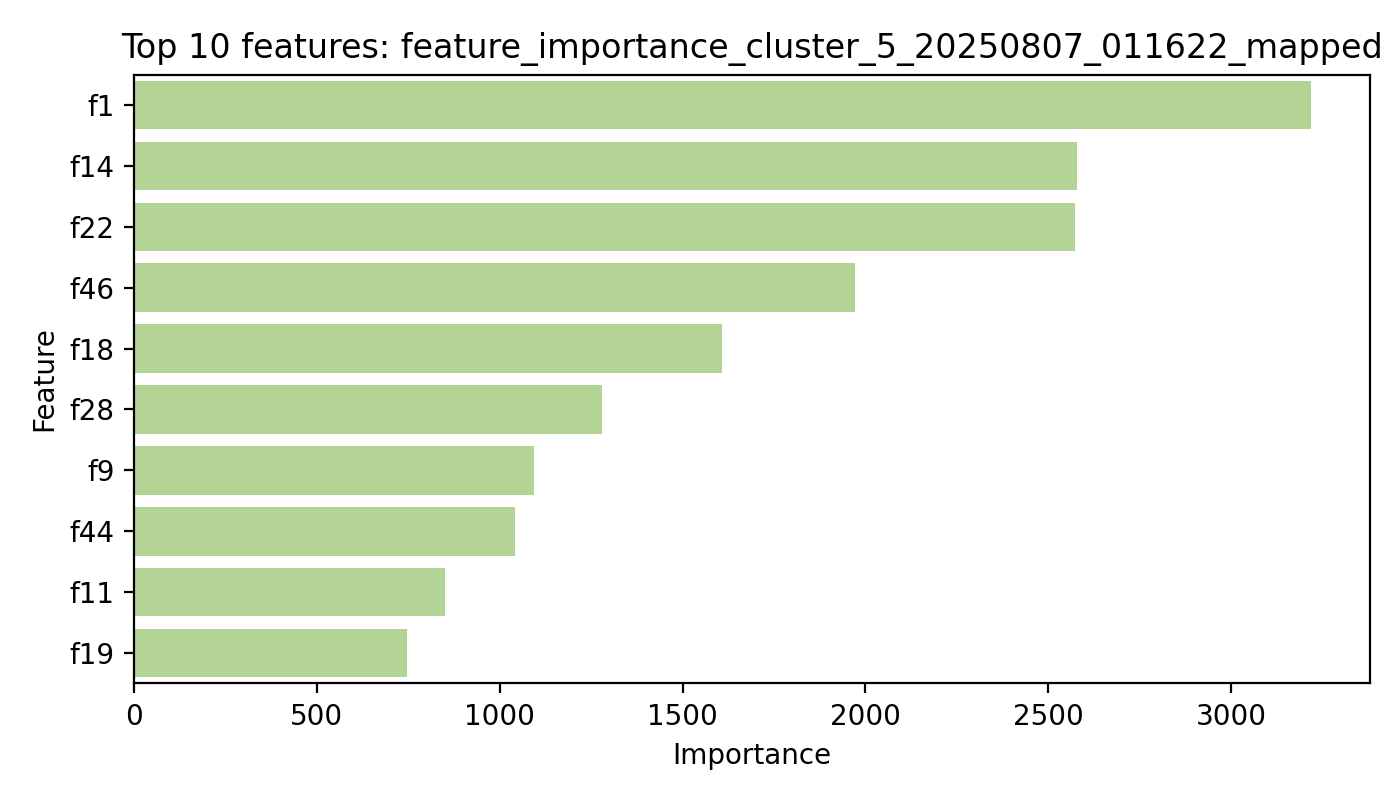 Top 10 features: feature_importance_cluster_5_20250807_011622_mapped
f1
f14
f22
f46
f18
f28
f9
f44
f11
f19
Feature
0 500 1000 1500 2000 2500 3000
Importance